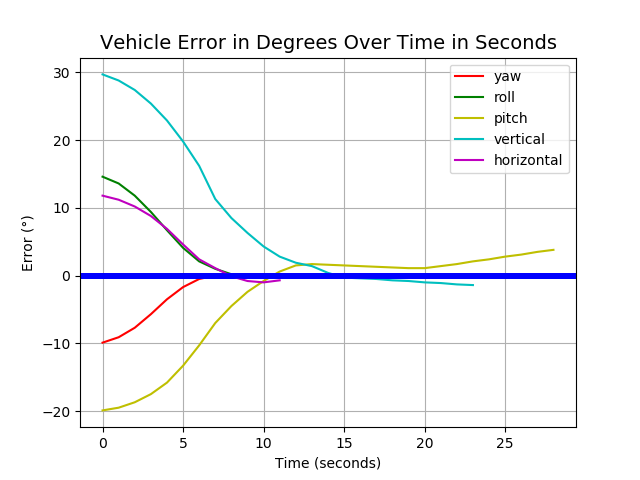 Vehicle Error in Degrees Over Time in Seconds
yaw
roll
pitch
vertical
horizontal
30
20
10
0
−10
−20
Error (°)
0 5 10 15 20 25
Time (seconds)